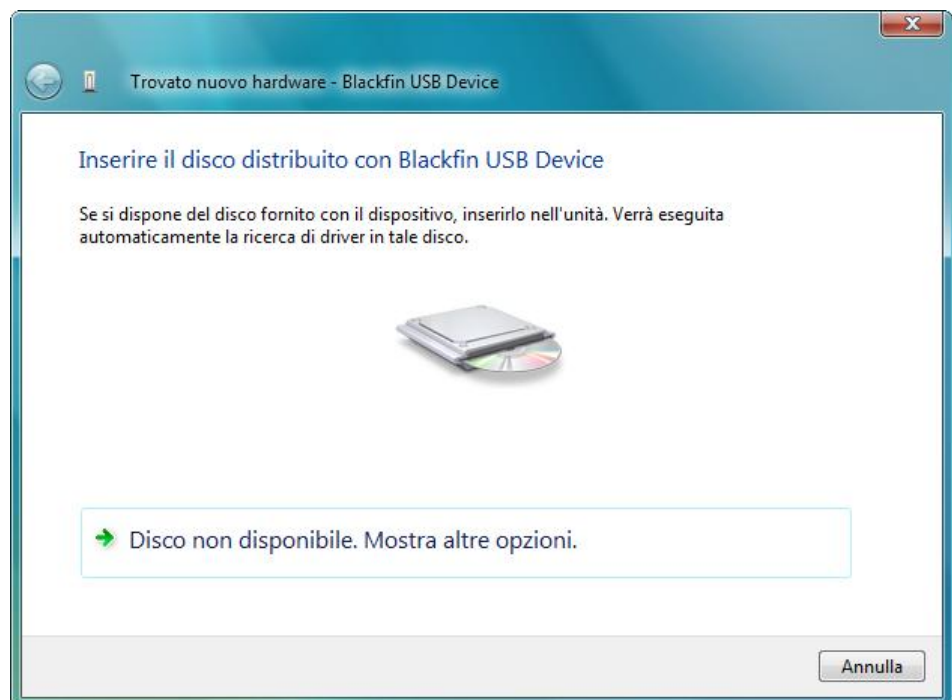 Trovato nuovo hardware - Blackfin USB Device
Inserire il disco distribuito con Blackfin USB Device
Se si dispone del disco fornito con il dispositivo, inserirlo nell'unità. Verrà eseguita
automaticamente la ricerca di driver in tale disco.
Disco non disponibile. Mostra altre opzioni.
Annulla